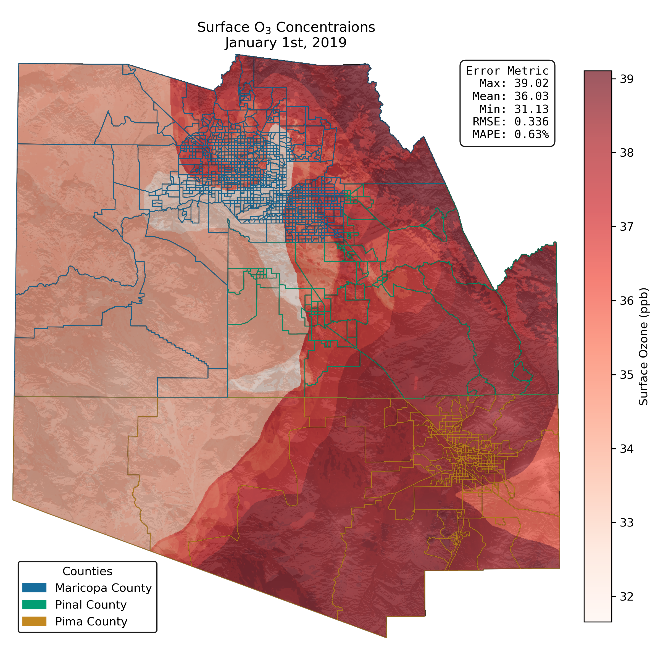 Surface O₃ Concentraions
January 1st, 2019
Error Metric
Max: 39.02
Mean: 36.03
Min: 31.13
RMSE: 0.336
MAPE: 0.63%
39
38
37
36
35
34
33
32
Surface Ozone (ppb)
Counties
Maricopa County
Pinal County
Pima County